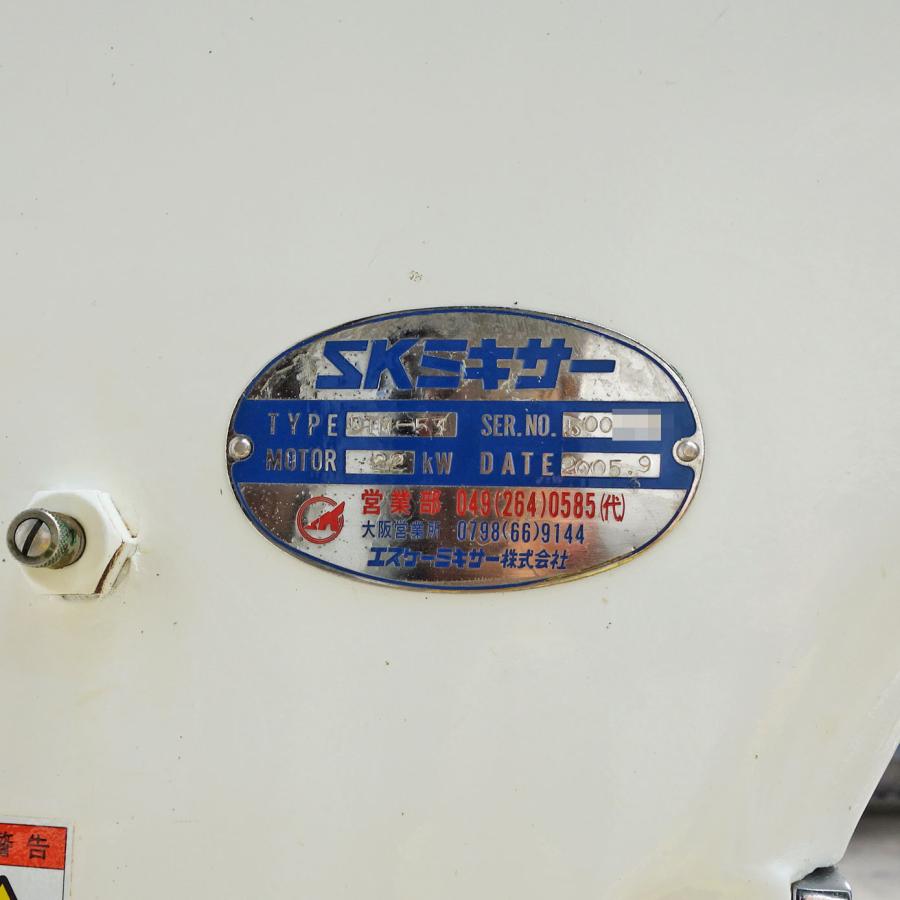 SKミキサー
TYPE SER.NO.
MOTOR 22 kW DATE 2005.9
営業部 049(264)0585(代)
大阪営業所 0798(66)9144
エスケーミキサー株式会社
警告